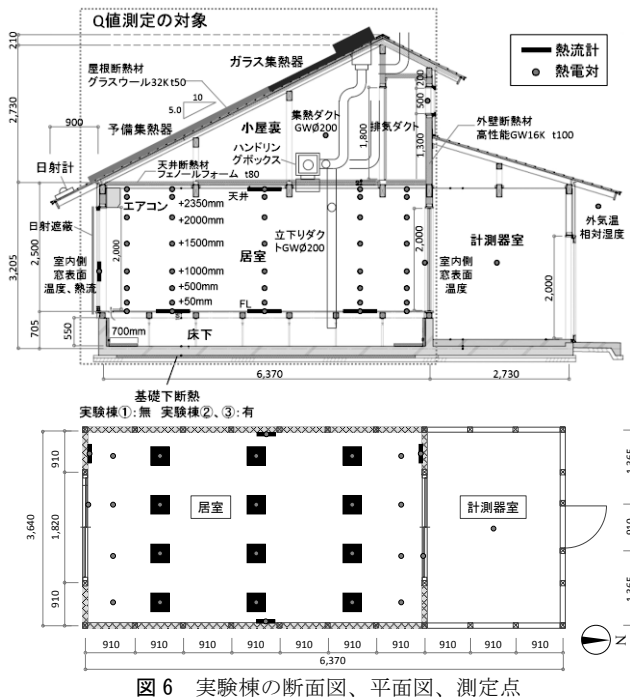 Q値測定の対象
熱流計
熱電対
210
2,730
3,205
2,500
705
900
屋根断熱材
グラスウール32K t50
ガラス集熱器
10
5.0
予備集熱器
小屋裏
集熱ダクト
GWØ200
ハンドリン
グボックス
排気ダクト
1,800
200
500
1,300
外壁断熱材
高性能GW16K t100
日射計
天井断熱材
フェノールフォーム t80
天井
エアコン
+2350mm
+2000mm
+1500mm
+1000mm
+500mm
+50mm
日射遮蔽
2,000
居室
立下りダク
トGWØ200
2,000
計測器室
外気温
相対湿度
室内側
窓表面
温度、熱流
室内側
窓表面
温度
2,000
FL
550
700mm
床下
6,370
2,730
基礎下断熱
実験棟①:無 実験棟②、③:有
3,640
910
1,820
910
居室
計測器室
1,365
910
1,365
910 910 910 910 910 910 910 910 910 910
6,370
N
図6 実験棟の断面図、平面図、測定点